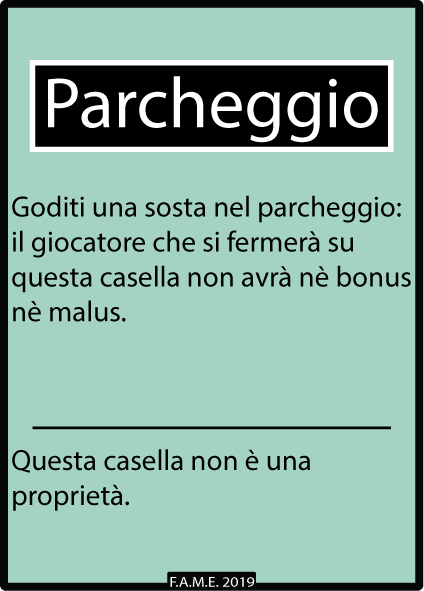 Parcheggio
Goditi una sosta nel parcheggio:
il giocatore che si fermerà su
questa casella non avrà nè bonus
nè malus.
Questa casella non è una
proprietà.
F.A.M.E. 2019